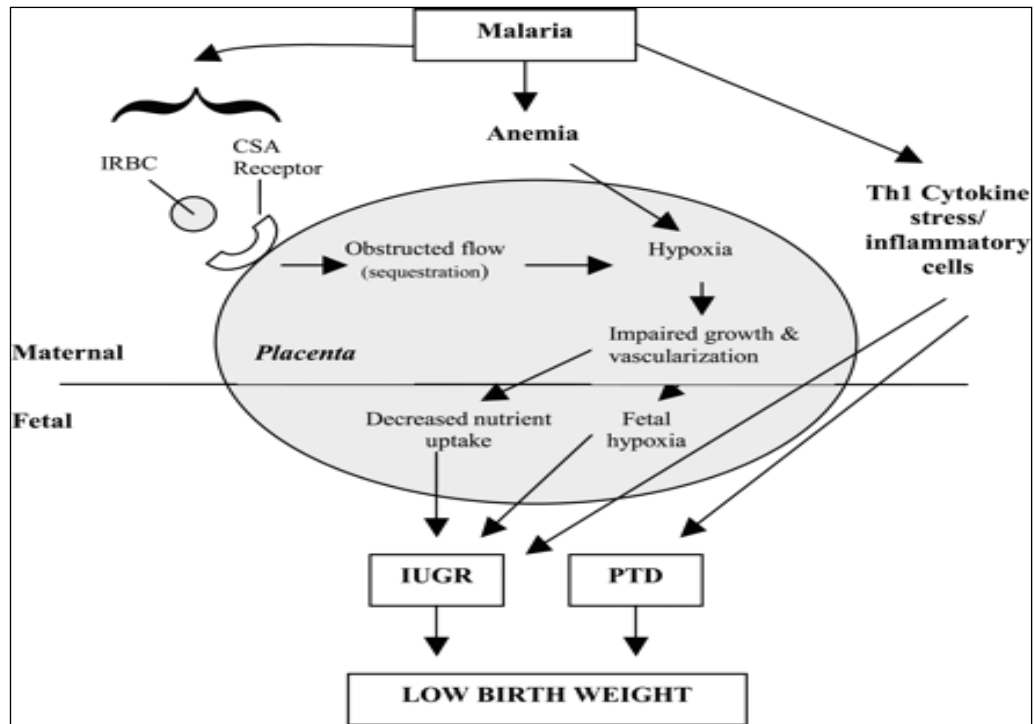 Malaria
Anemia
IRBC
CSA
Receptor
Th1 Cytokine
stress/
inflammatory
cells
Obstructed flow
(sequestration)
Hypoxia
Impaired growth &
vascularization
Maternal
Placenta
Fetal
Decreased nutrient
uptake
Fetal
hypoxia
IUGR
PTD
LOW BIRTH WEIGHT